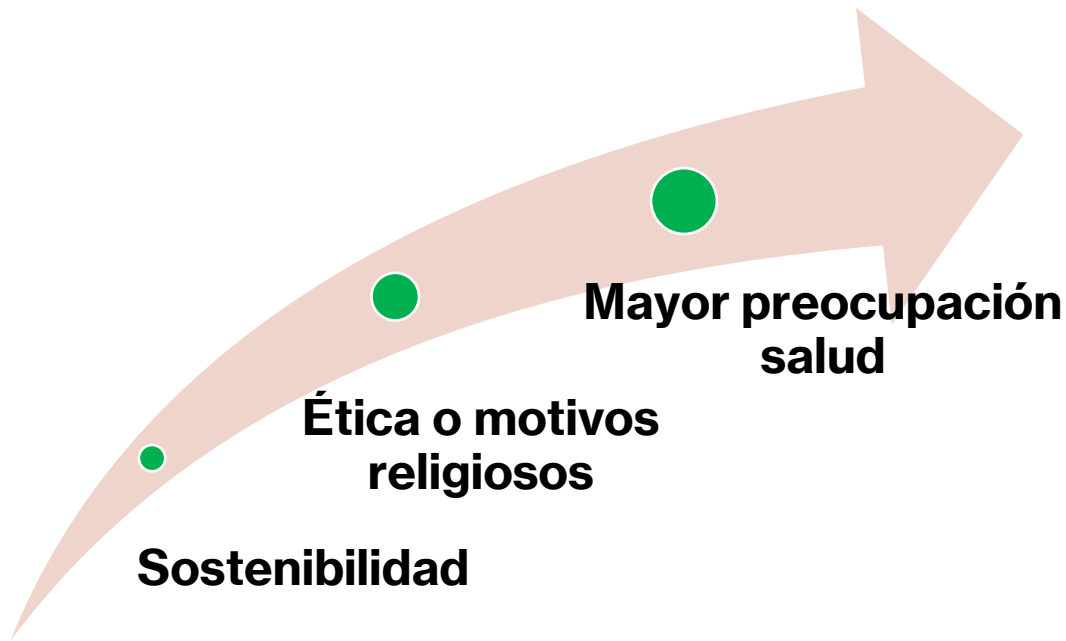 Mayor preocupación
salud
Ética o motivos
religiosos
Sostenibilidad